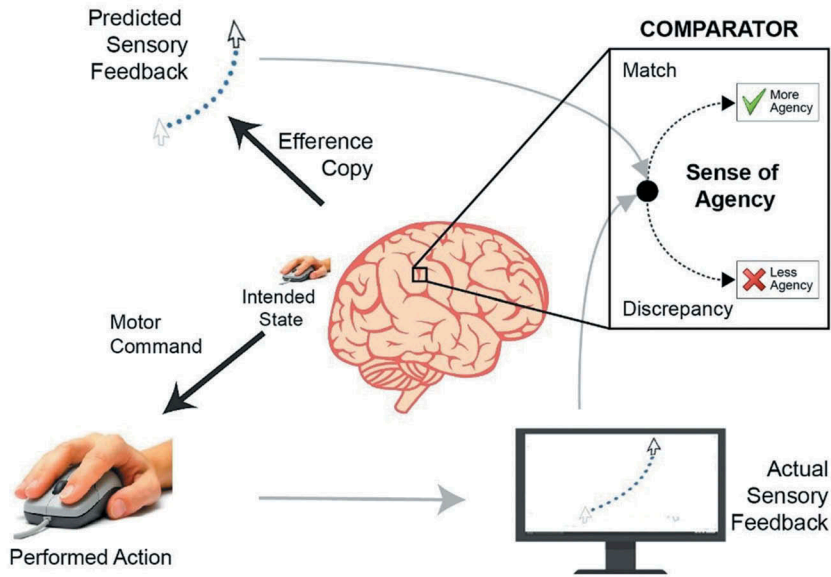 Predicted
Sensory
Feedback
COMPARATOR
Match
More
Agency
Efference
Copy
Sense of
Agency
Intended
State
Less
Agency
Discrepancy
Motor
Command
Actual
Sensory
Feedback
Performed Action